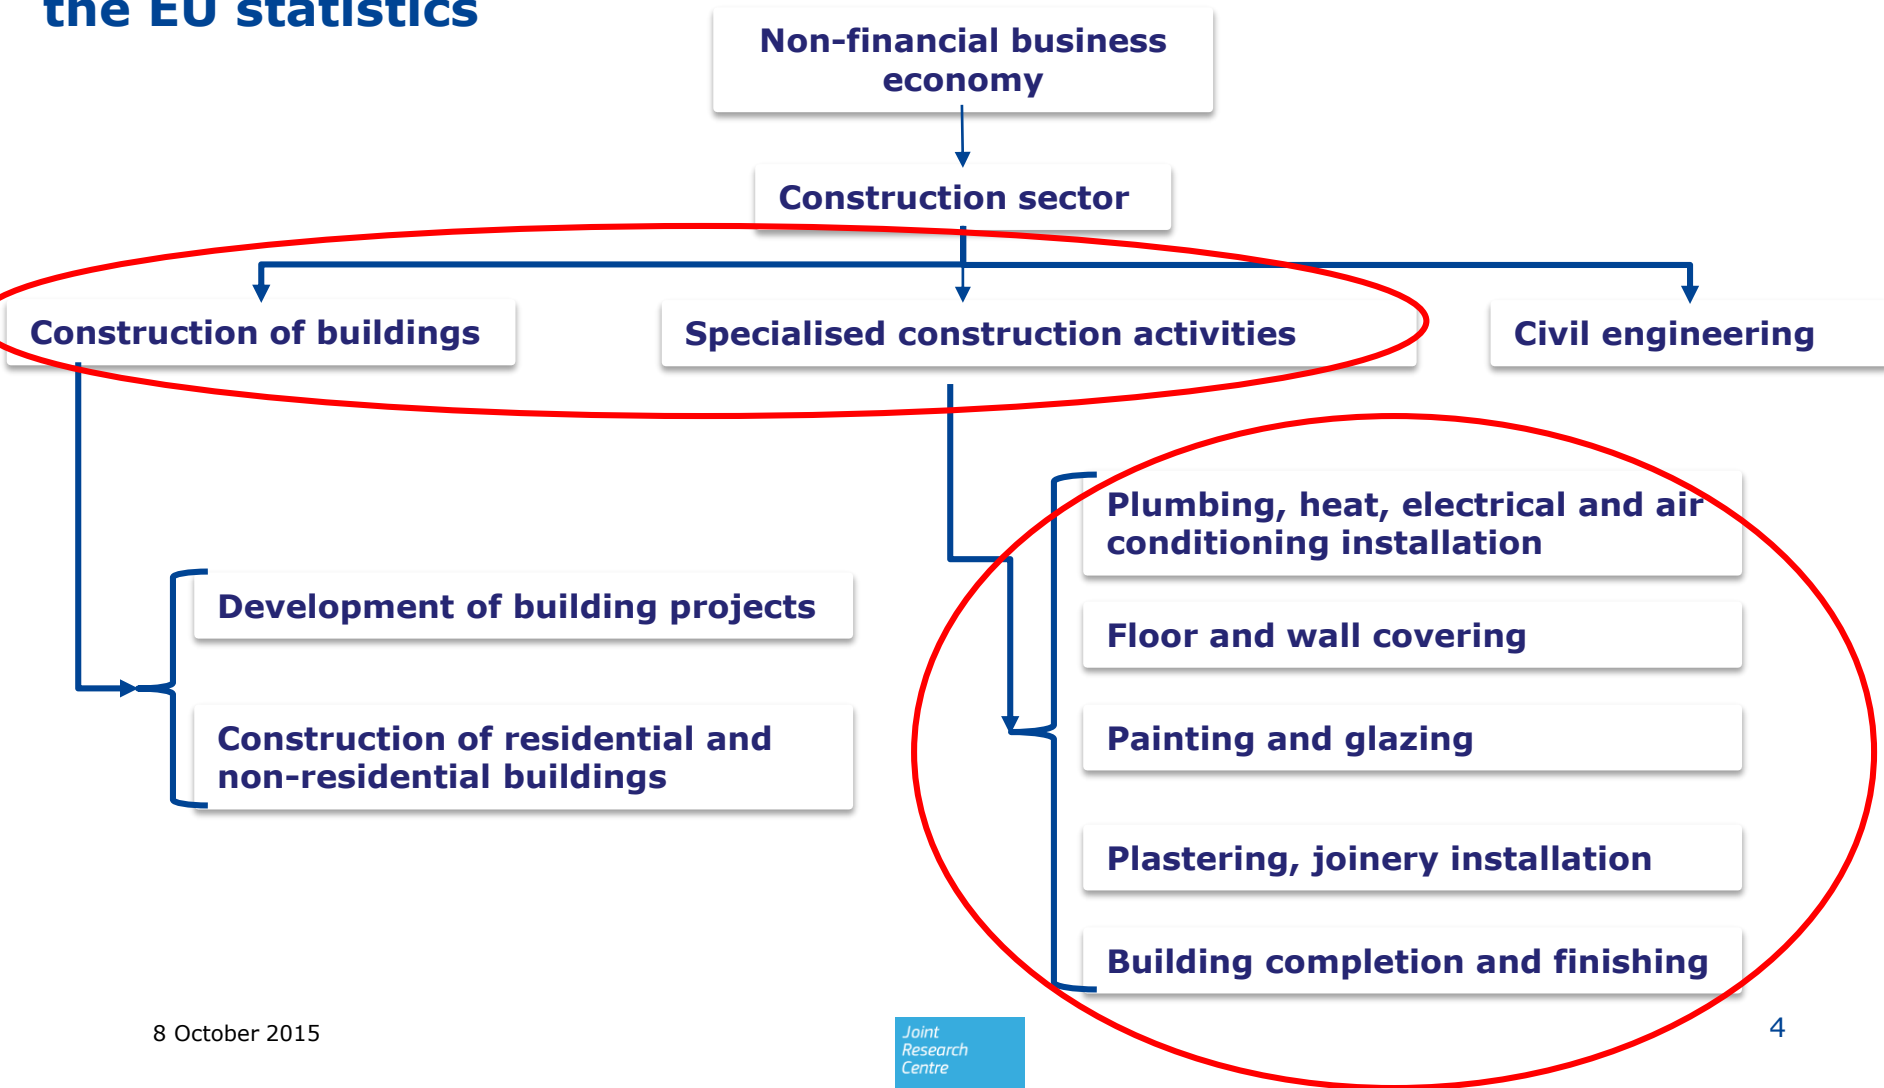 the EU statistics
Non-financial business
economy
Construction sector
Construction of buildings
Specialised construction activities
Civil engineering
Development of building projects
Construction of residential and
non-residential buildings
Plumbing, heat, electrical and air
conditioning installation
Floor and wall covering
Painting and glazing
Plastering, joinery installation
Building completion and finishing
8 October 2015
Joint
Research
Centre
4